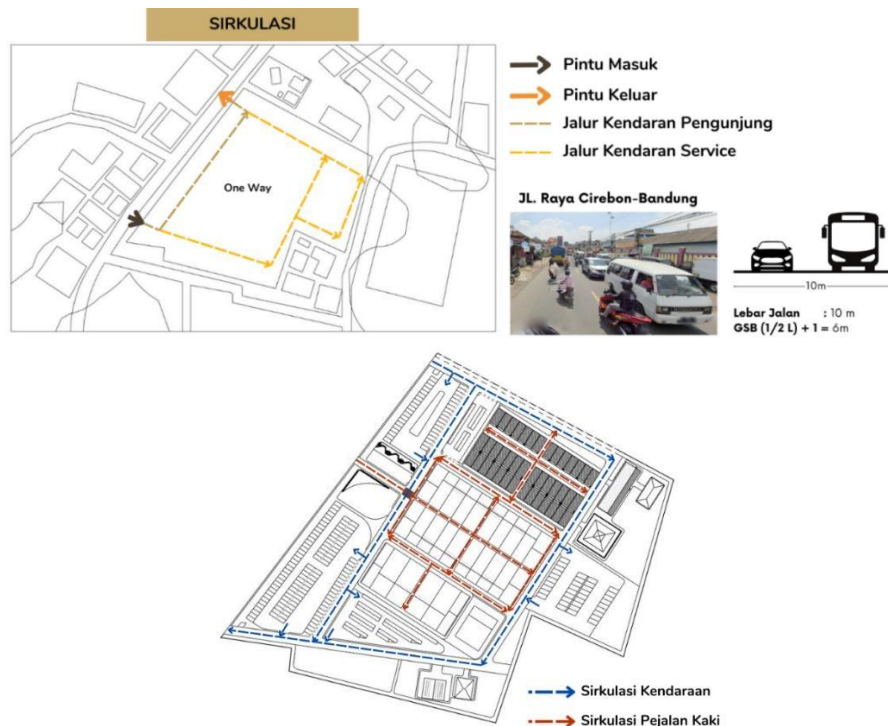 SIRKULASI
Pintu Masuk
Pintu Keluar
Jalur Kendaran Pengunjung
Jalur Kendaran Service
One Way
JL. Raya Cirebon-Bandung
10m
Lebar Jalan : 10 m
GSB (1/2 L) + 1 = 6m
Sirkulasi Kendaraan
Sirkulasi Pejalan Kaki